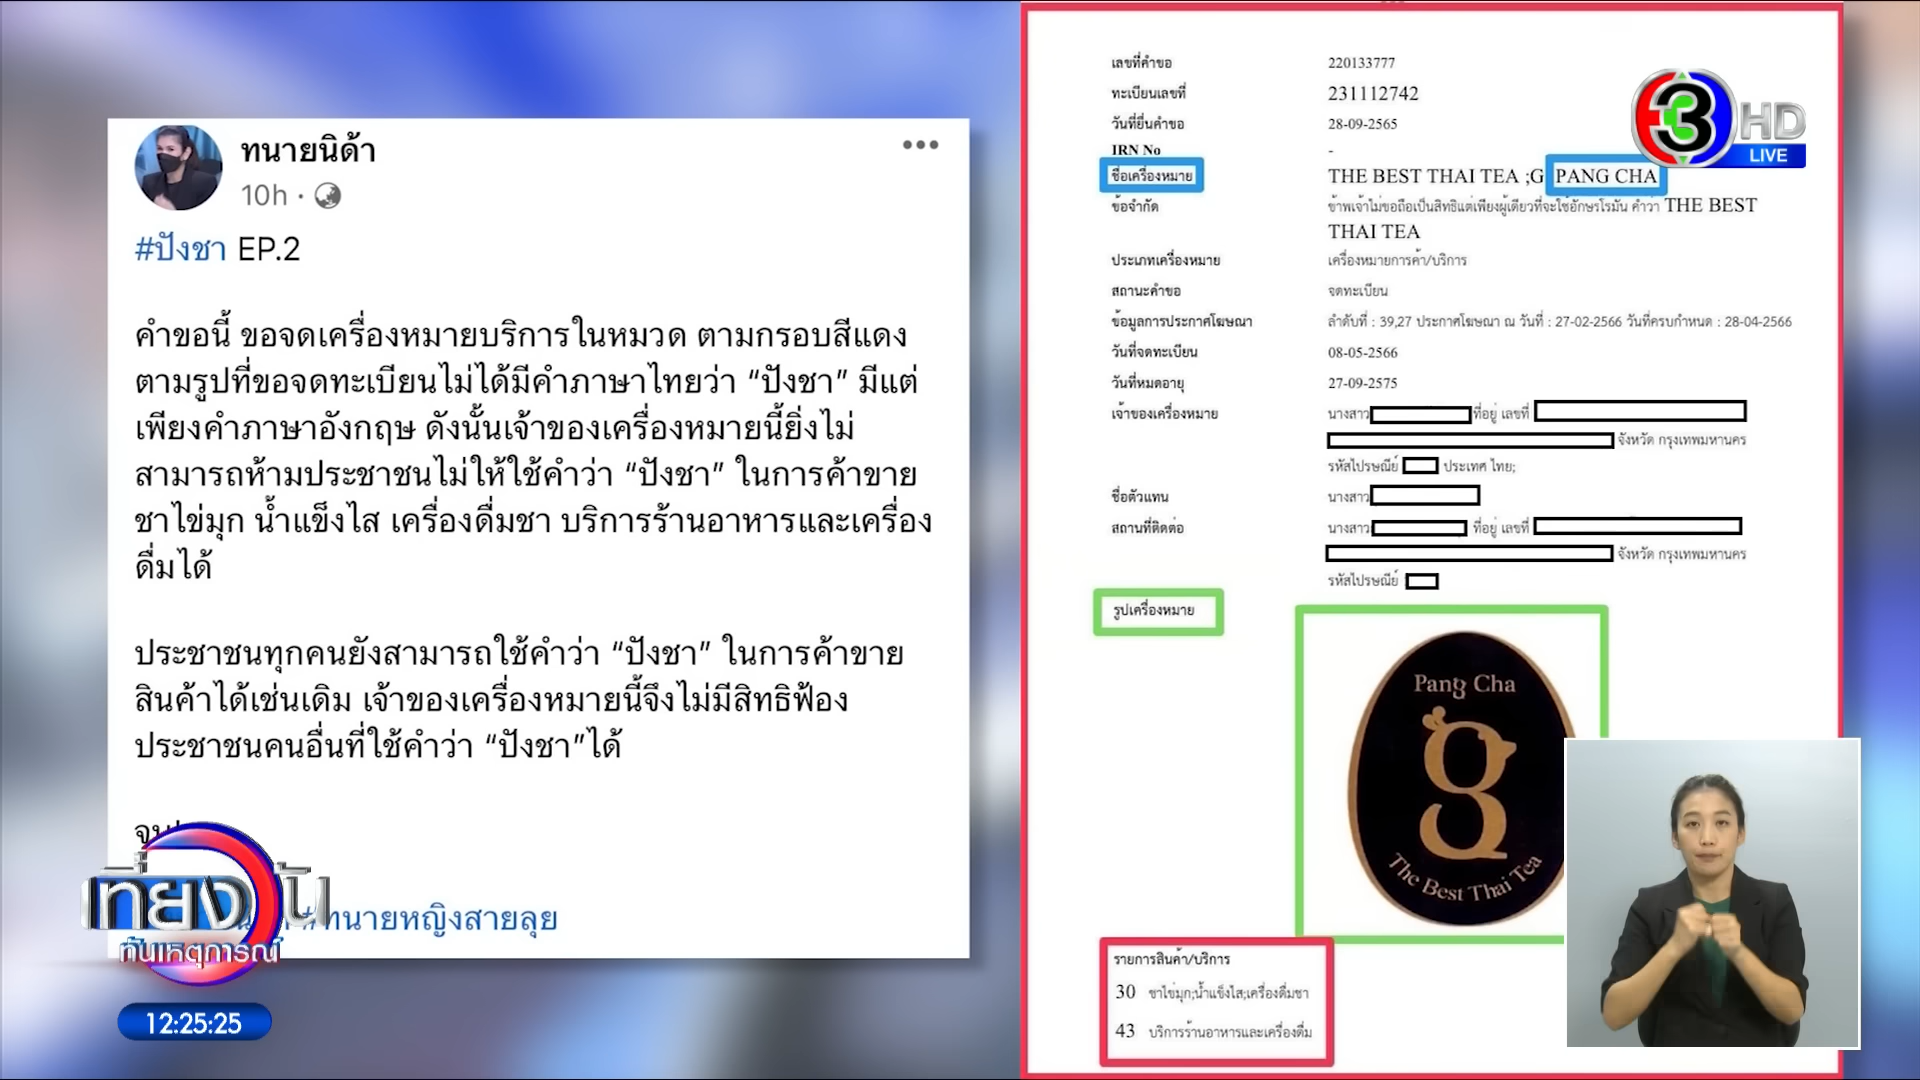 ทนายนิด้า
10h
#ปังชา EP.2
คำขอนี้ ขอจดเครื่องหมายบริการในหมวด ตามกรอบสีแดง
ตามรูปที่ขอจดทะเบียนไม่ได้มีคำภาษาไทยว่า “ปังชา” มีแต่
เพียงคำภาษาอังกฤษ ดังนั้นเจ้าของเครื่องหมายนี้ยิ่งไม่
สามารถห้ามประชาชนไม่ให้ใช้คำว่า “ปังชา” ในการค้าขาย
ชาไข่มุก น้ำแข็งไส เครื่องดื่มชา บริการร้านอาหารและเครื่อง
ดื่มได้
ประชาชนทุกคนยังสามารถใช้คำว่า “ปังชา” ในการค้าขาย
สินค้าได้เช่นเดิม เจ้าของเครื่องหมายนี้จึงไม่มีสิทธิฟ้อง
ประชาชนคนอื่นที่ใช้คำว่า “ปังชา”ได้
#ทนายหญิงสายลุย
เที่ยงวัน
ทันเหตุการณ์
12:25:25
เลขที่คำขอ 220133777
ทะเบียนเลขที่ 231112742
วันที่ยื่นคำขอ 28-09-2565
IRN No -
ชื่อเครื่องหมาย THE BEST THAI TEA ;G PANG CHA
ข้อจำกัด ข้าพเจ้าไม่ขอถือเป็นสิทธิแต่เพียงผู้เดียวที่จะใช้อักษรโรมัน คำว่า THE BEST
THAI TEA
ประเภทเครื่องหมาย เครื่องหมายการค้า/บริการ
สถานะคำขอ จดทะเบียน
ข้อมูลการประกาศโฆษณา ลำดับที่ : 39,27 ประกาศโฆษณา ณ วันที่ : 27-02-2566 วันที่ครบกำหนด : 28-04-2566
วันที่จดทะเบียน 08-05-2566
วันที่หมดอายุ 27-09-2575
เจ้าของเครื่องหมาย นางสาว ที่อยู่ เลขที่
จังหวัด กรุงเทพมหานคร
รหัสไปรษณีย์ ประเทศ ไทย;
ชื่อตัวแทน นางสาว
สถานที่ติดต่อ นางสาว ที่อยู่ เลขที่
จังหวัด กรุงเทพมหานคร
รหัสไปรษณีย์
รูปเครื่องหมาย
Pang Cha
g
The Best Thai Tea
รายการสินค้า/บริการ
30 ชาไข่มุก;น้ำแข็งไส;เครื่องดื่มชา
43 บริการร้านอาหารและเครื่องดื่ม
3 HD
LIVE